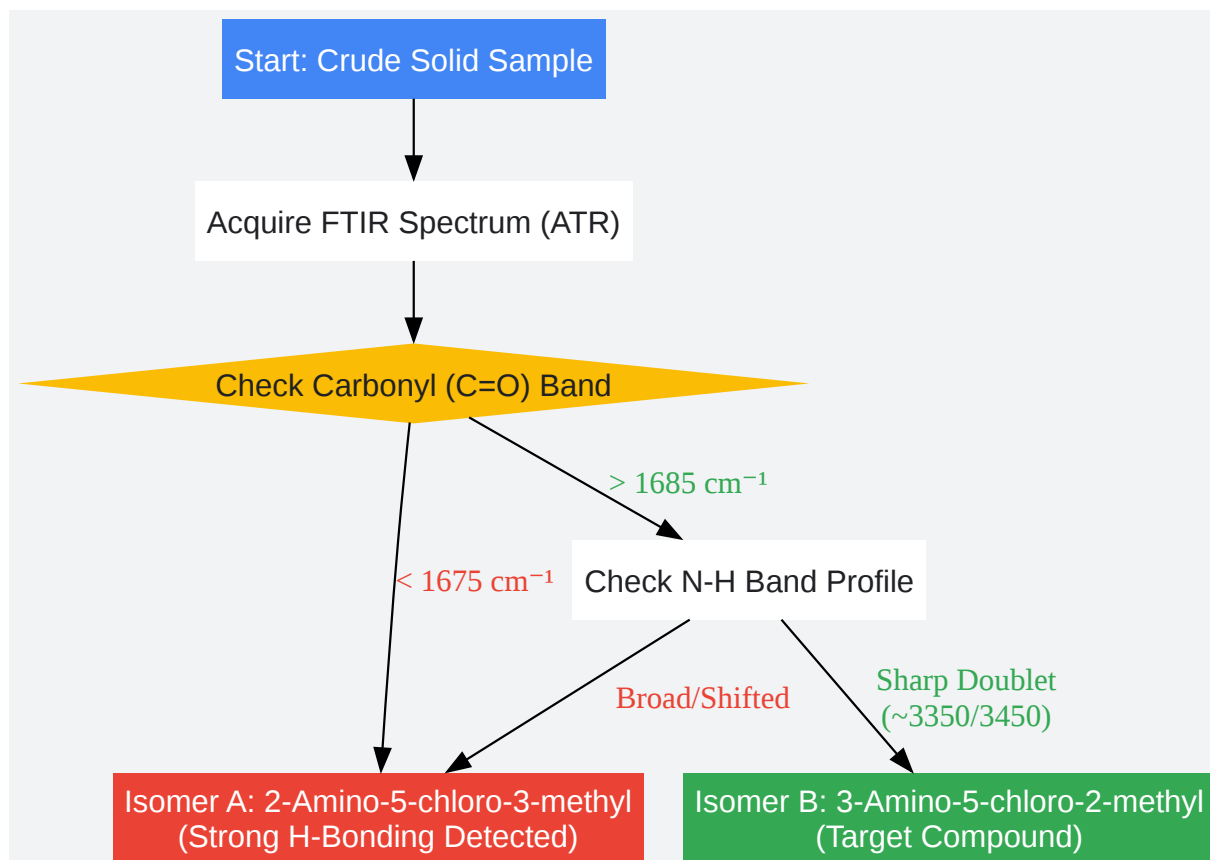 Start: Crude Solid Sample
Acquire FTIR Spectrum (ATR)
Check Carbonyl (C=O) Band
> 1685 cm⁻¹
< 1675 cm⁻¹
Check N-H Band Profile
Broad/Shifted
Sharp Doublet
(~3350/3450)
Isomer A: 2-Amino-5-chloro-3-methyl
(Strong H-Bonding Detected)
Isomer B: 3-Amino-5-chloro-2-methyl
(Target Compound)